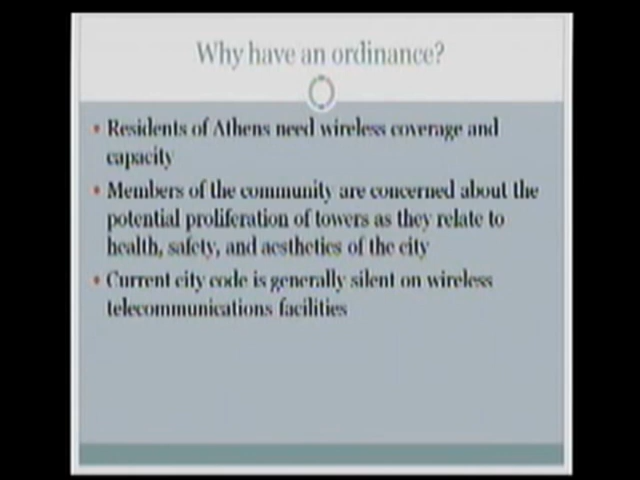 Why have an ordinance?
• Residents of Athens need wireless coverage and
capacity
• Members of the community are concerned about the
potential proliferation of towers as they relate to
health, safety, and aesthetics of the city
• Current city code is generally silent on wireless
telecommunications facilities